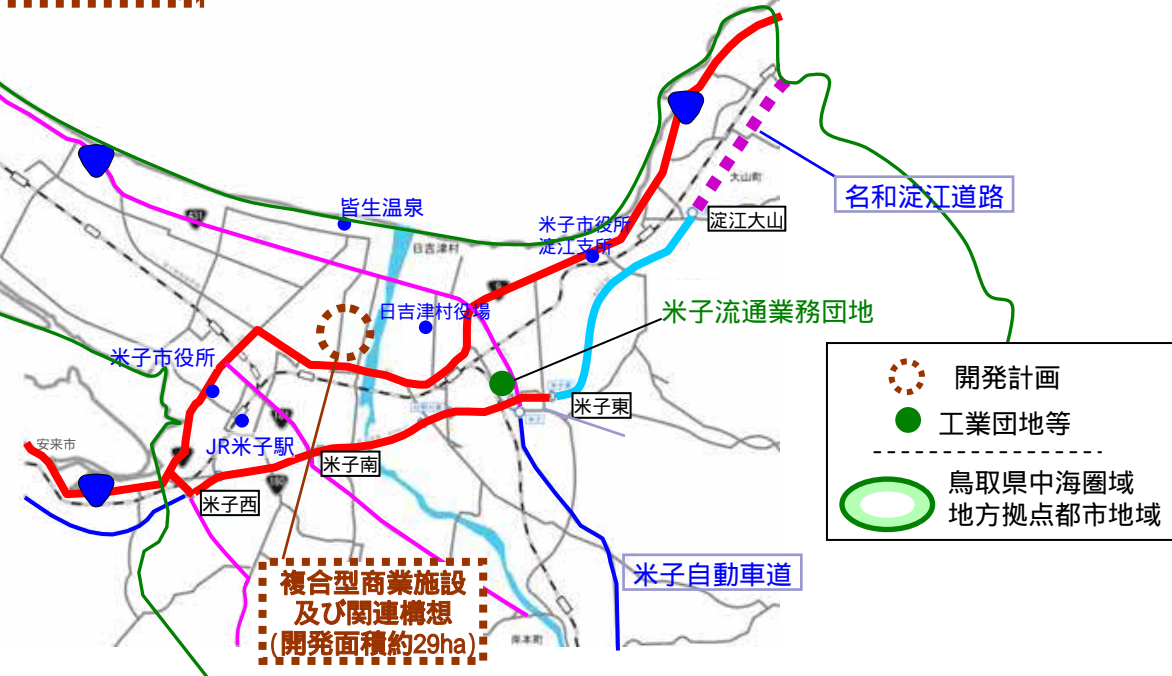 大山町
名和淀江道路
淀江大山
皆生温泉
米子市役所
淀江支所
日吉津村
431
9
日吉津村役場
米子流通業務団地
米子市役所
米子東
開発計画
工業団地等
鳥取県中海圏域
地方拠点都市地域
安来市
JR米子駅
米子南
米子西
複合型商業施設
及び関連構想
(開発面積約29ha)
米子自動車道
岸本町